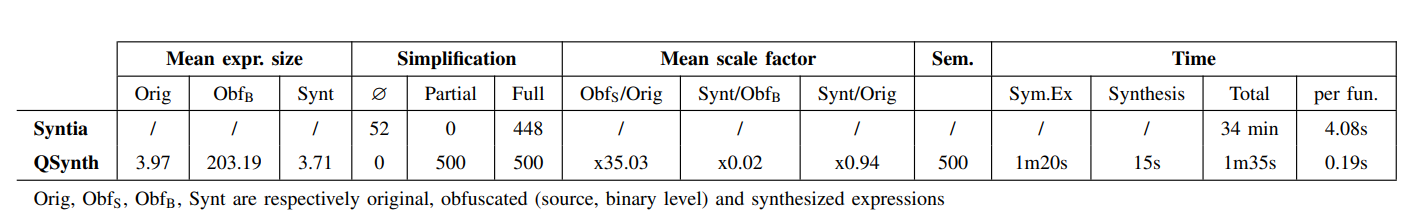 Mean expr. size Simplification Mean scale factor Sem. Time
Orig ObfB Synt ∅ Partial Full ObfS/Orig Synt/ObfB Synt/Orig Sym.Ex Synthesis Total per fun.
Syntia / / / 52 0 448 / / / / / / 34 min 4.08s
QSynth 3.97 203.19 3.71 0 500 500 x35.03 x0.02 x0.94 500 1m20s 15s 1m35s 0.19s
Orig, ObfS, ObfB, Synt are respectively original, obfuscated (source, binary level) and synthesized expressions